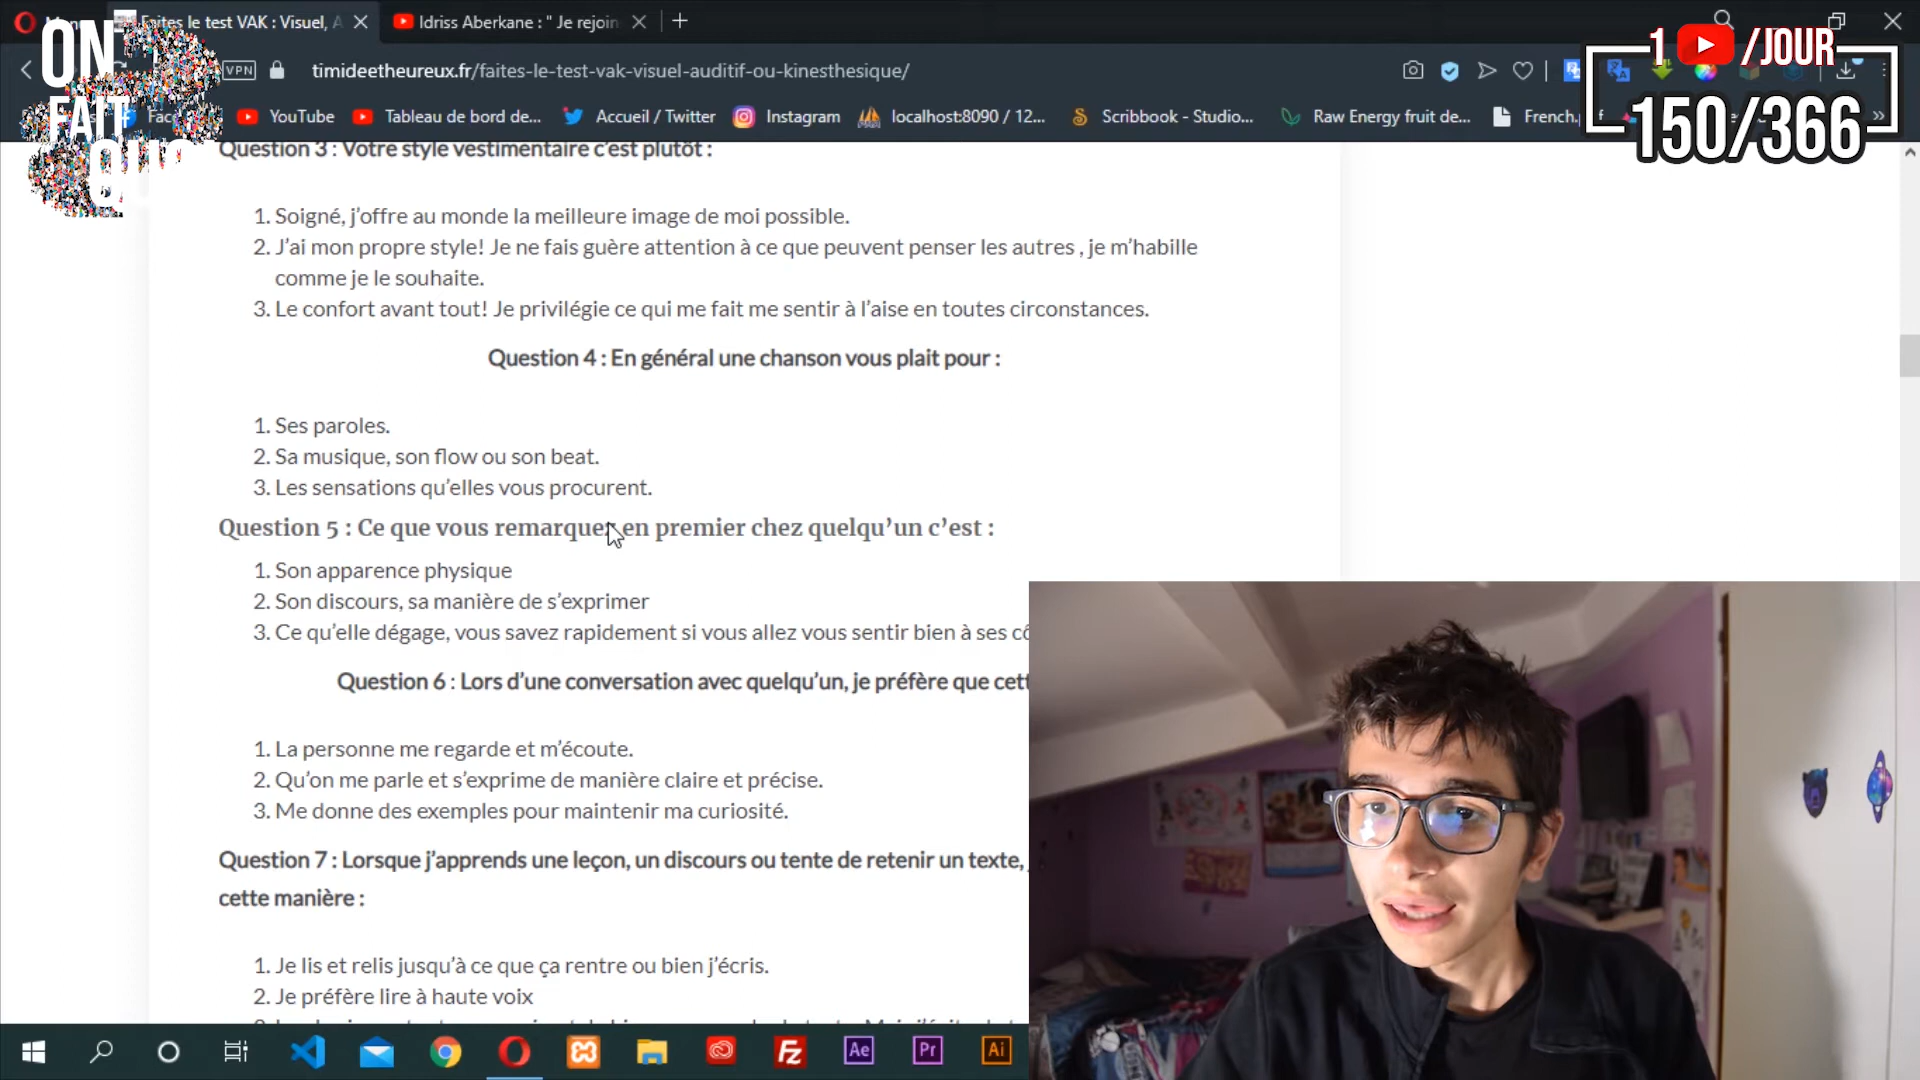 Faites le test VAK : Visuel, A
Idriss Aberkane : " Je rejoin
VPN
timideetheureux.fr/faites-le-test-vak-visuel-auditif-ou-kinesthesique/
YouTube
Tableau de bord de...
Accueil / Twitter
Instagram
localhost:8090 / 12...
Scribbook - Studio...
Raw Energy fruit de...
ON
FAIT
QUOI
1 /JOUR
150/366
Question 3 : Votre style vestimentaire c’est plutôt :
1. Soigné, j’offre au monde la meilleure image de moi possible.
2. J’ai mon propre style! Je ne fais guère attention à ce que peuvent penser les autres , je m’habille
comme je le souhaite.
3. Le confort avant tout! Je privilégie ce qui me fait me sentir à l’aise en toutes circonstances.
Question 4 : En général une chanson vous plait pour :
1. Ses paroles.
2. Sa musique, son flow ou son beat.
3. Les sensations qu’elles vous procurent.
Question 5 : Ce que vous remarquez en premier chez quelqu’un c’est :
1. Son apparence physique
2. Son discours, sa manière de s’exprimer
3. Ce qu’elle dégage, vous savez rapidement si vous allez vous sentir bien à ses
Question 6 : Lors d’une conversation avec quelqu’un, je préfère que
1. La personne me regarde et m’écoute.
2. Qu’on me parle et s’exprime de manière claire et précise.
3. Me donne des exemples pour maintenir ma curiosité.
Question 7 : Lorsque j’apprends une leçon, un discours ou tente de retenir un texte,
cette manière :
1. Je lis et relis jusqu’à ce que ça rentre ou bien j’écris.
2. Je préfère lire à haute voix
Fz
Ae
Pr
Ai